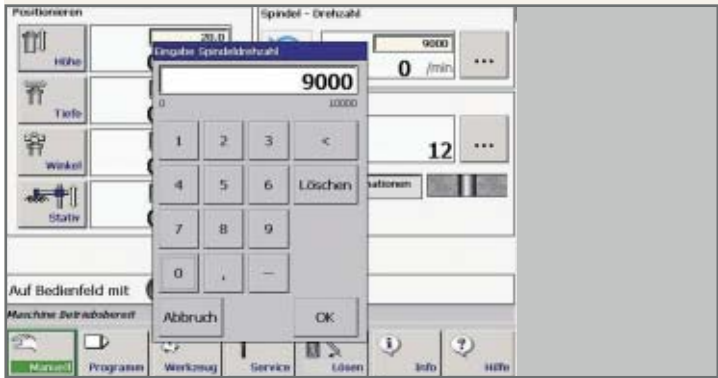 Positionieren
Spindel - Drehzahl
20.0
Höhe
Tiefe
Winkel
Stativ
9000
0 /min
...
12 ...
Eingabe Spindeldrehzahl
9000
0 10000
1 2 3 <
4 5 6 Löschen
7 8 9
0 , —
Abbruch OK
Auf Bedienfeld mit
Maschine Betriebsbereit
Manuell Programm Werkzeug Service Lösen Info Hilfe